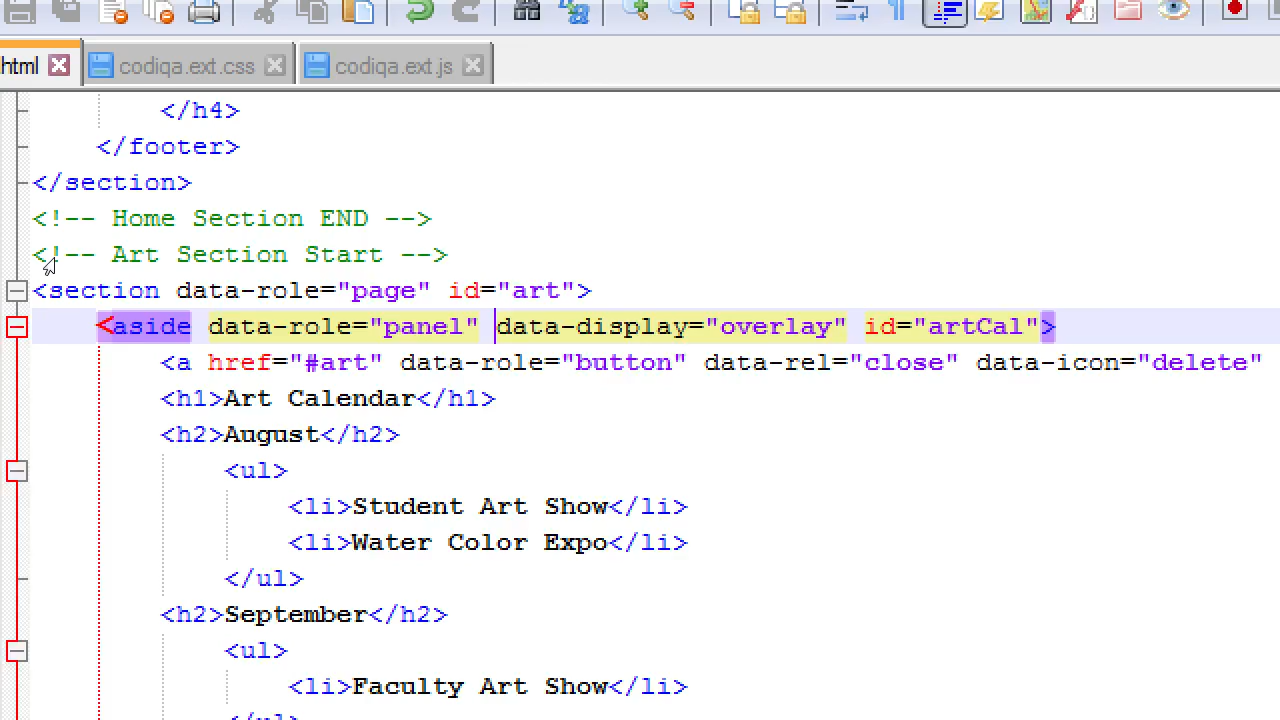 html codiqa.ext.css codiqa.ext.js
</h4>
</footer>
</section>
<!-- Home Section END -->
<!-- Art Section Start -->
<section data-role="page" id="art">
<aside data-role="panel" data-display="overlay" id="artCal">
<a href="#art" data-role="button" data-rel="close" data-icon="delete"
<h1>Art Calendar</h1>
<h2>August</h2>
<ul>
<li>Student Art Show</li>
<li>Water Color Expo</li>
</ul>
<h2>September</h2>
<ul>
<li>Faculty Art Show</li>
</ul>